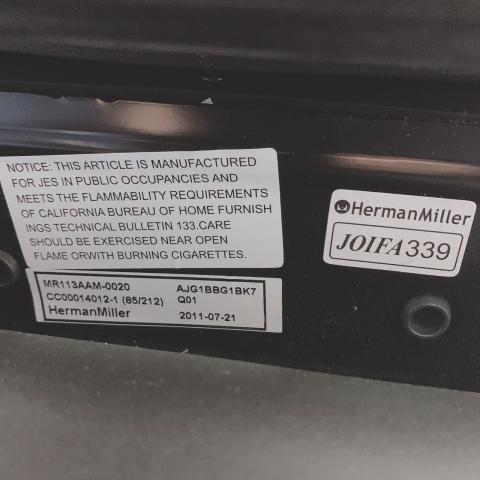 NOTICE: THIS ARTICLE IS MANUFACTURED
FOR JES IN PUBLIC OCCUPANCIES AND
MEETS THE FLAMMABILITY REQUIREMENTS
OF CALIFORNIA BUREAU OF HOME FURNISH
INGS TECHNICAL BULLETIN 133.CARE
SHOULD BE EXERCISED NEAR OPEN
FLAME ORWITH BURNING CIGARETTES.
MR113AAM-0020 AJG1BBG1BK7
CC00014012-1 (85/212) Q01
HermanMiller 2011-07-21
HermanMiller
JOIFA339